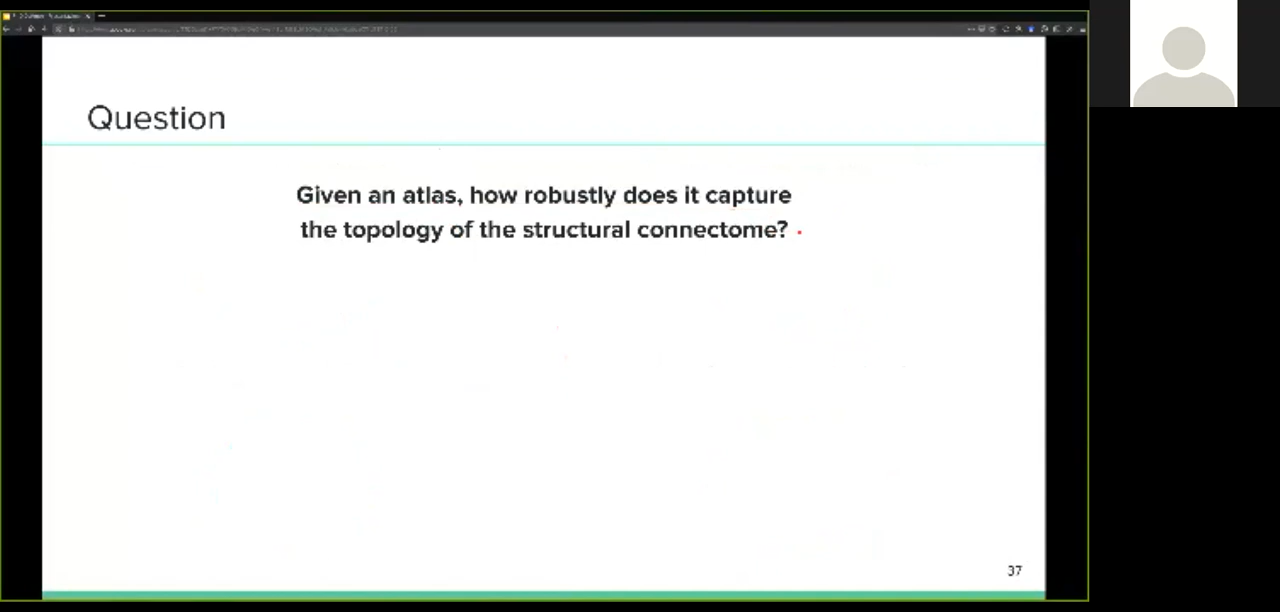 Question
Given an atlas, how robustly does it capture
the topology of the structural connectome?
37